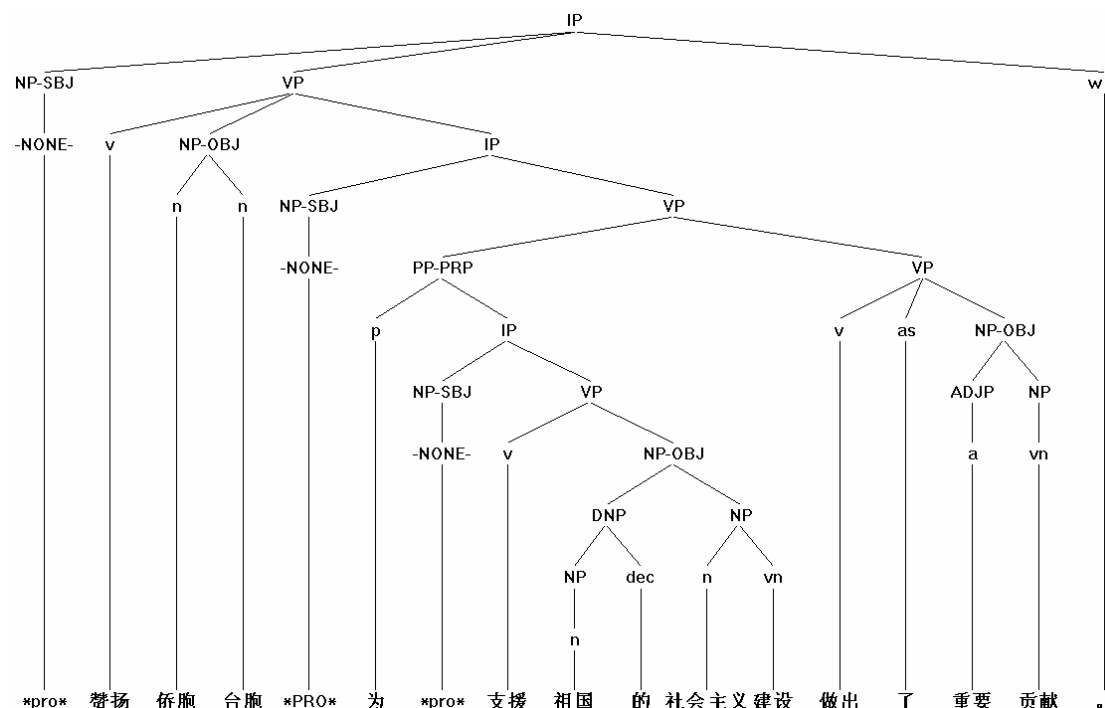 IP
NP-SBJ VP w
-NONE- v NP-OBJ IP
n n NP-SBJ VP
-NONE- PP-PRP VP
p IP v as NP-OBJ
NP-SBJ VP ADJP NP
-NONE- v NP-OBJ a vn
DNP NP
NP dec n vn
n
*pro* 赞扬 侨胞 台胞 *PRO* 为 *pro* 支援 祖国 的 社会主义 建设 做出 了 重要 贡献 。